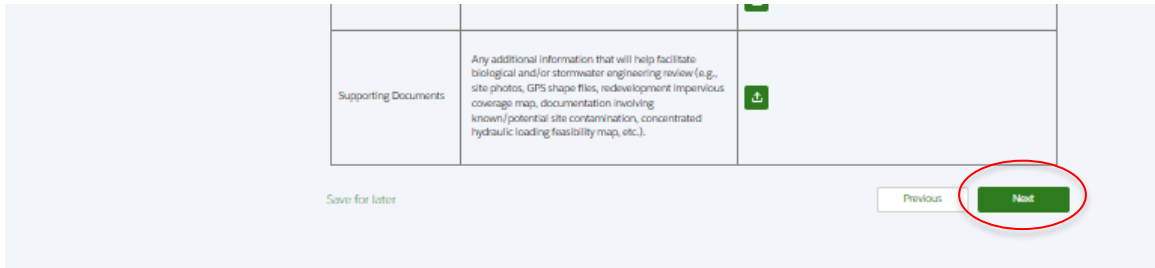 Supporting Documents
Any additional information that will help facilitate
biological and/or stormwater engineering review (e.g.,
site photos, GPS shape files, redevelopment impervious
coverage map, documentation involving
known/potential site contamination, concentrated
hydraulic loading feasibility map, etc.).
Save for later
Previous
Next